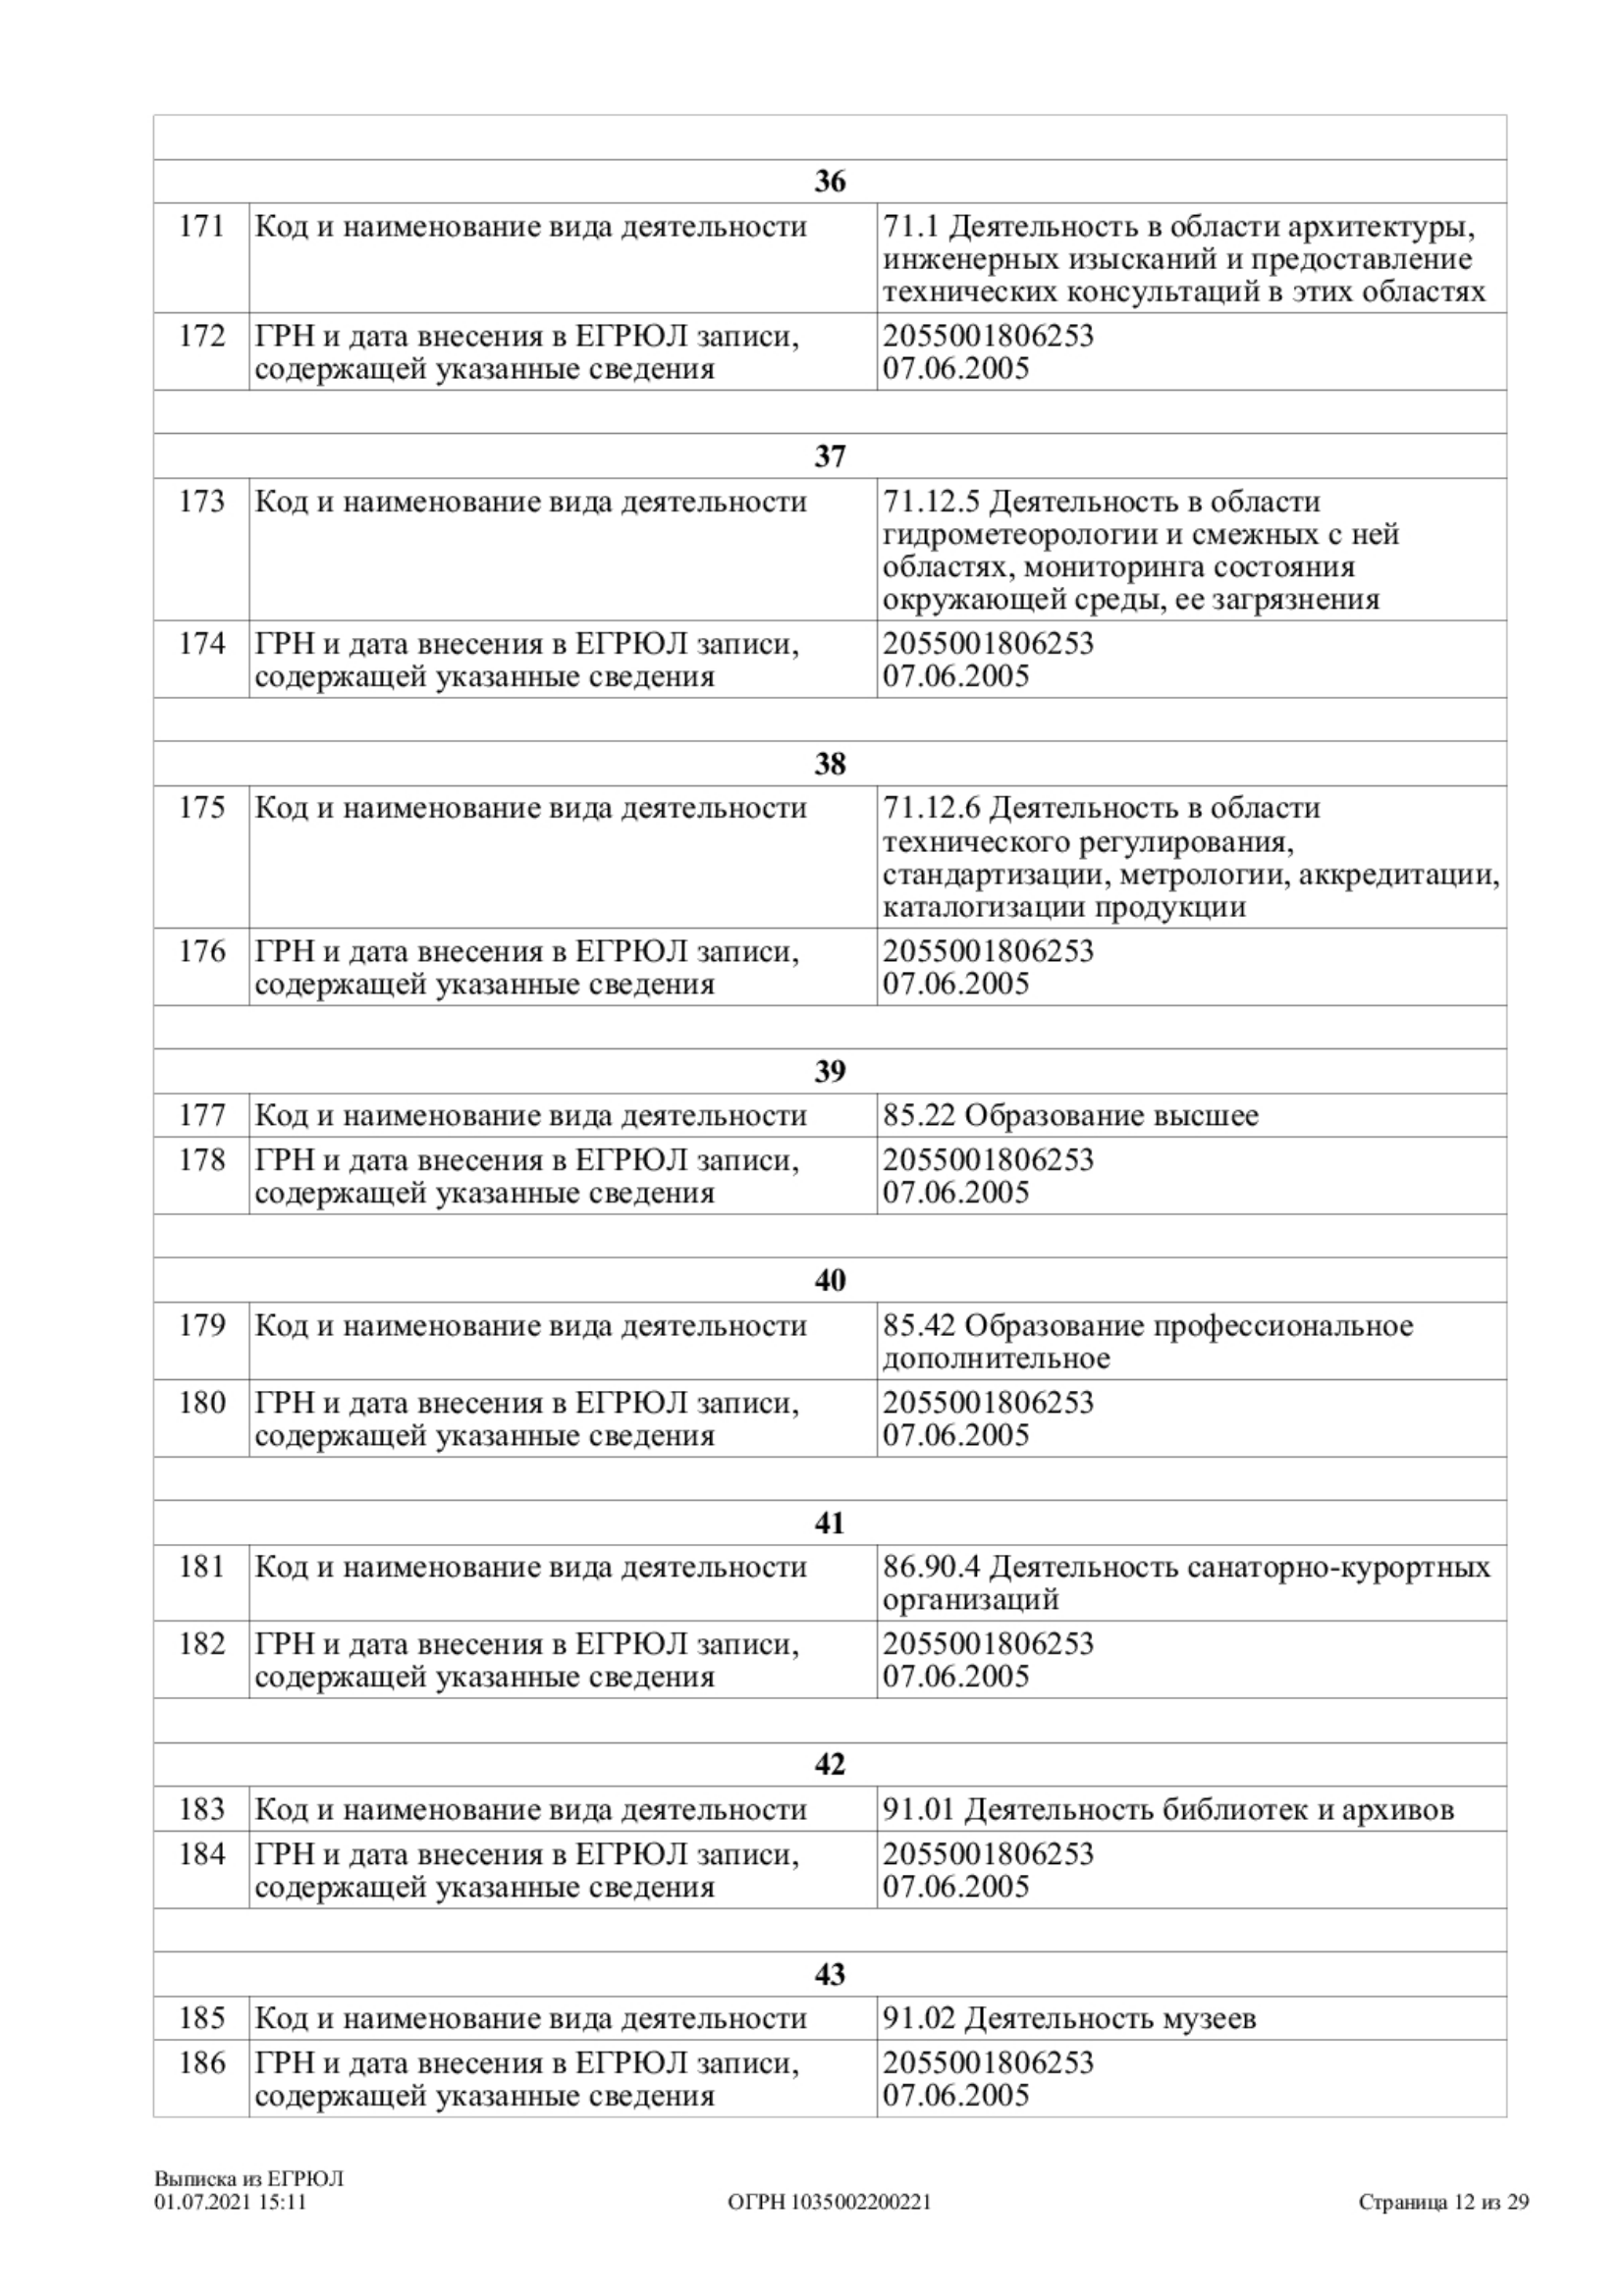 36
171 Код и наименование вида деятельности 71.1 Деятельность в области архитектуры,
инженерных изысканий и предоставление
технических консультаций в этих областях
172 ГРН и дата внесения в ЕГРЮЛ записи, 2055001806253
содержащей указанные сведения 07.06.2005
37
173 Код и наименование вида деятельности 71.12.5 Деятельность в области
гидрометеорологии и смежных с ней
областях, мониторинга состояния
окружающей среды, ее загрязнения
174 ГРН и дата внесения в ЕГРЮЛ записи, 2055001806253
содержащей указанные сведения 07.06.2005
38
175 Код и наименование вида деятельности 71.12.6 Деятельность в области
технического регулирования,
стандартизации, метрологии, аккредитации,
каталогизации продукции
176 ГРН и дата внесения в ЕГРЮЛ записи, 2055001806253
содержащей указанные сведения 07.06.2005
39
177 Код и наименование вида деятельности 85.22 Образование высшее
178 ГРН и дата внесения в ЕГРЮЛ записи, 2055001806253
содержащей указанные сведения 07.06.2005
40
179 Код и наименование вида деятельности 85.42 Образование профессиональное
дополнительное
180 ГРН и дата внесения в ЕГРЮЛ записи, 2055001806253
содержащей указанные сведения 07.06.2005
41
181 Код и наименование вида деятельности 86.90.4 Деятельность санаторно-курортных
организаций
182 ГРН и дата внесения в ЕГРЮЛ записи, 2055001806253
содержащей указанные сведения 07.06.2005
42
183 Код и наименование вида деятельности 91.01 Деятельность библиотек и архивов
184 ГРН и дата внесения в ЕГРЮЛ записи, 2055001806253
содержащей указанные сведения 07.06.2005
43
185 Код и наименование вида деятельности 91.02 Деятельность музеев
186 ГРН и дата внесения в ЕГРЮЛ записи, 2055001806253
содержащей указанные сведения 07.06.2005
Выписка из ЕГРЮЛ
01.07.2021 15:11 ОГРН 1035002200221 Страница 12 из 29